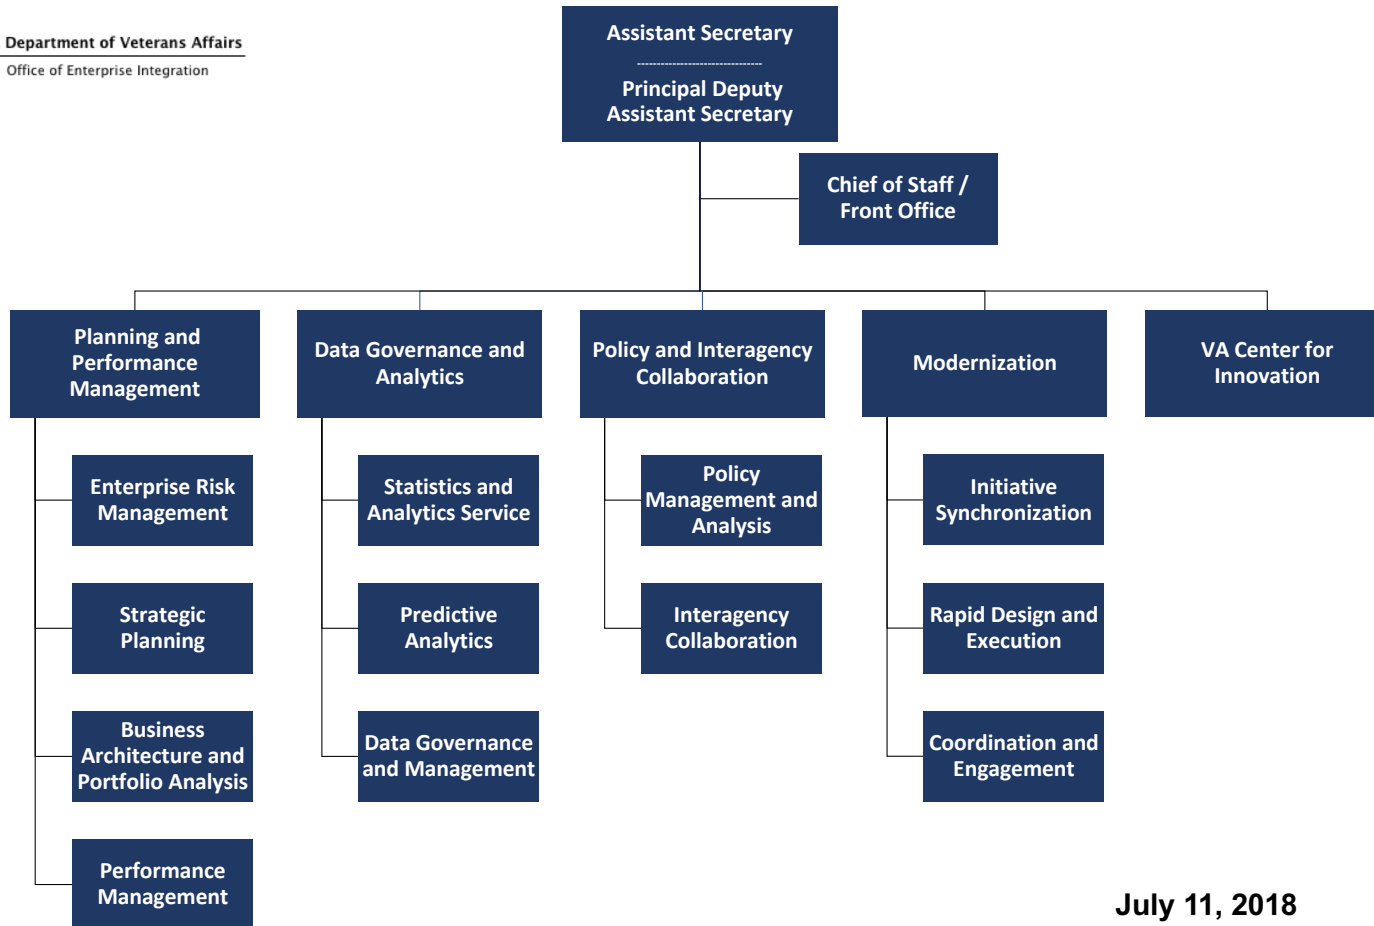 Department of Veterans Affairs
Office of Enterprise Integration
Assistant Secretary
--------------------------------
Principal Deputy
Assistant Secretary
Chief of Staff /
Front Office
Planning and
Performance
Management
Data Governance and
Analytics
Policy and Interagency
Collaboration
Modernization
VA Center for
Innovation
Enterprise Risk
Management
Statistics and
Analytics Service
Policy
Management and
Analysis
Initiative
Synchronization
Strategic
Planning
Predictive
Analytics
Interagency
Collaboration
Rapid Design and
Execution
Business
Architecture and
Portfolio Analysis
Data Governance
and Management
Coordination and
Engagement
Performance
Management
July 11, 2018